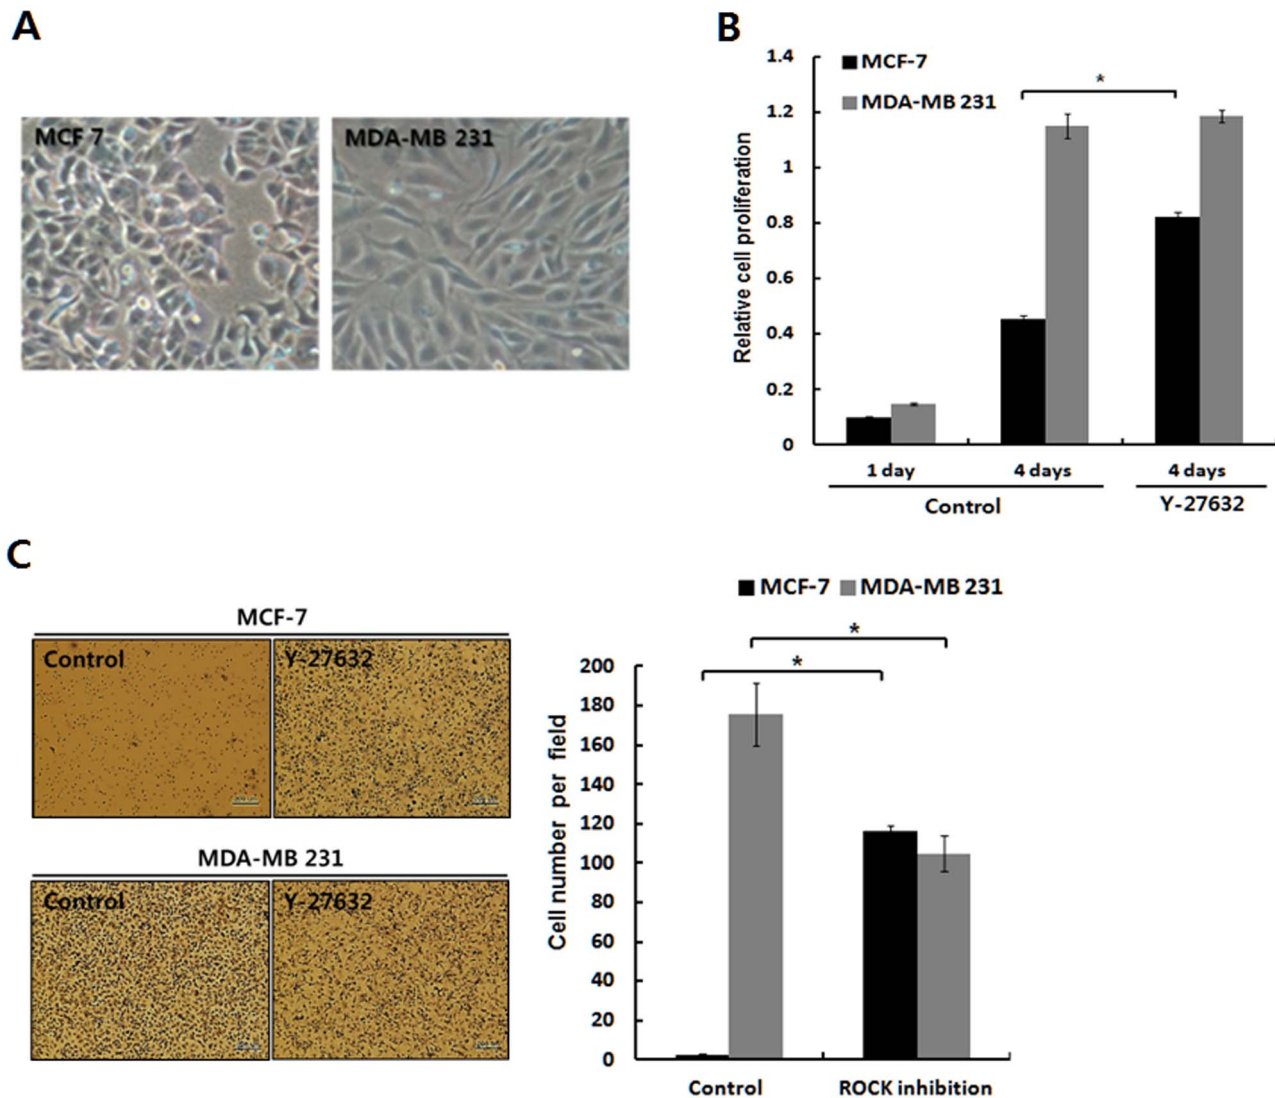 A
MCF 7
MDA-MB 231
B
MCF-7
MDA-MB 231
*
Relative cell proliferation
1.4
1.2
1
0.8
0.6
0.4
0.2
0
1 day
4 days
4 days
Control
Y-27632
C
MCF-7
Control
Y-27632
MDA-MB 231
Control
Y-27632
MCF-7
MDA-MB 231
*
*
Cell number per field
200
180
160
140
120
100
80
60
40
20
0
Control
ROCK inhibition